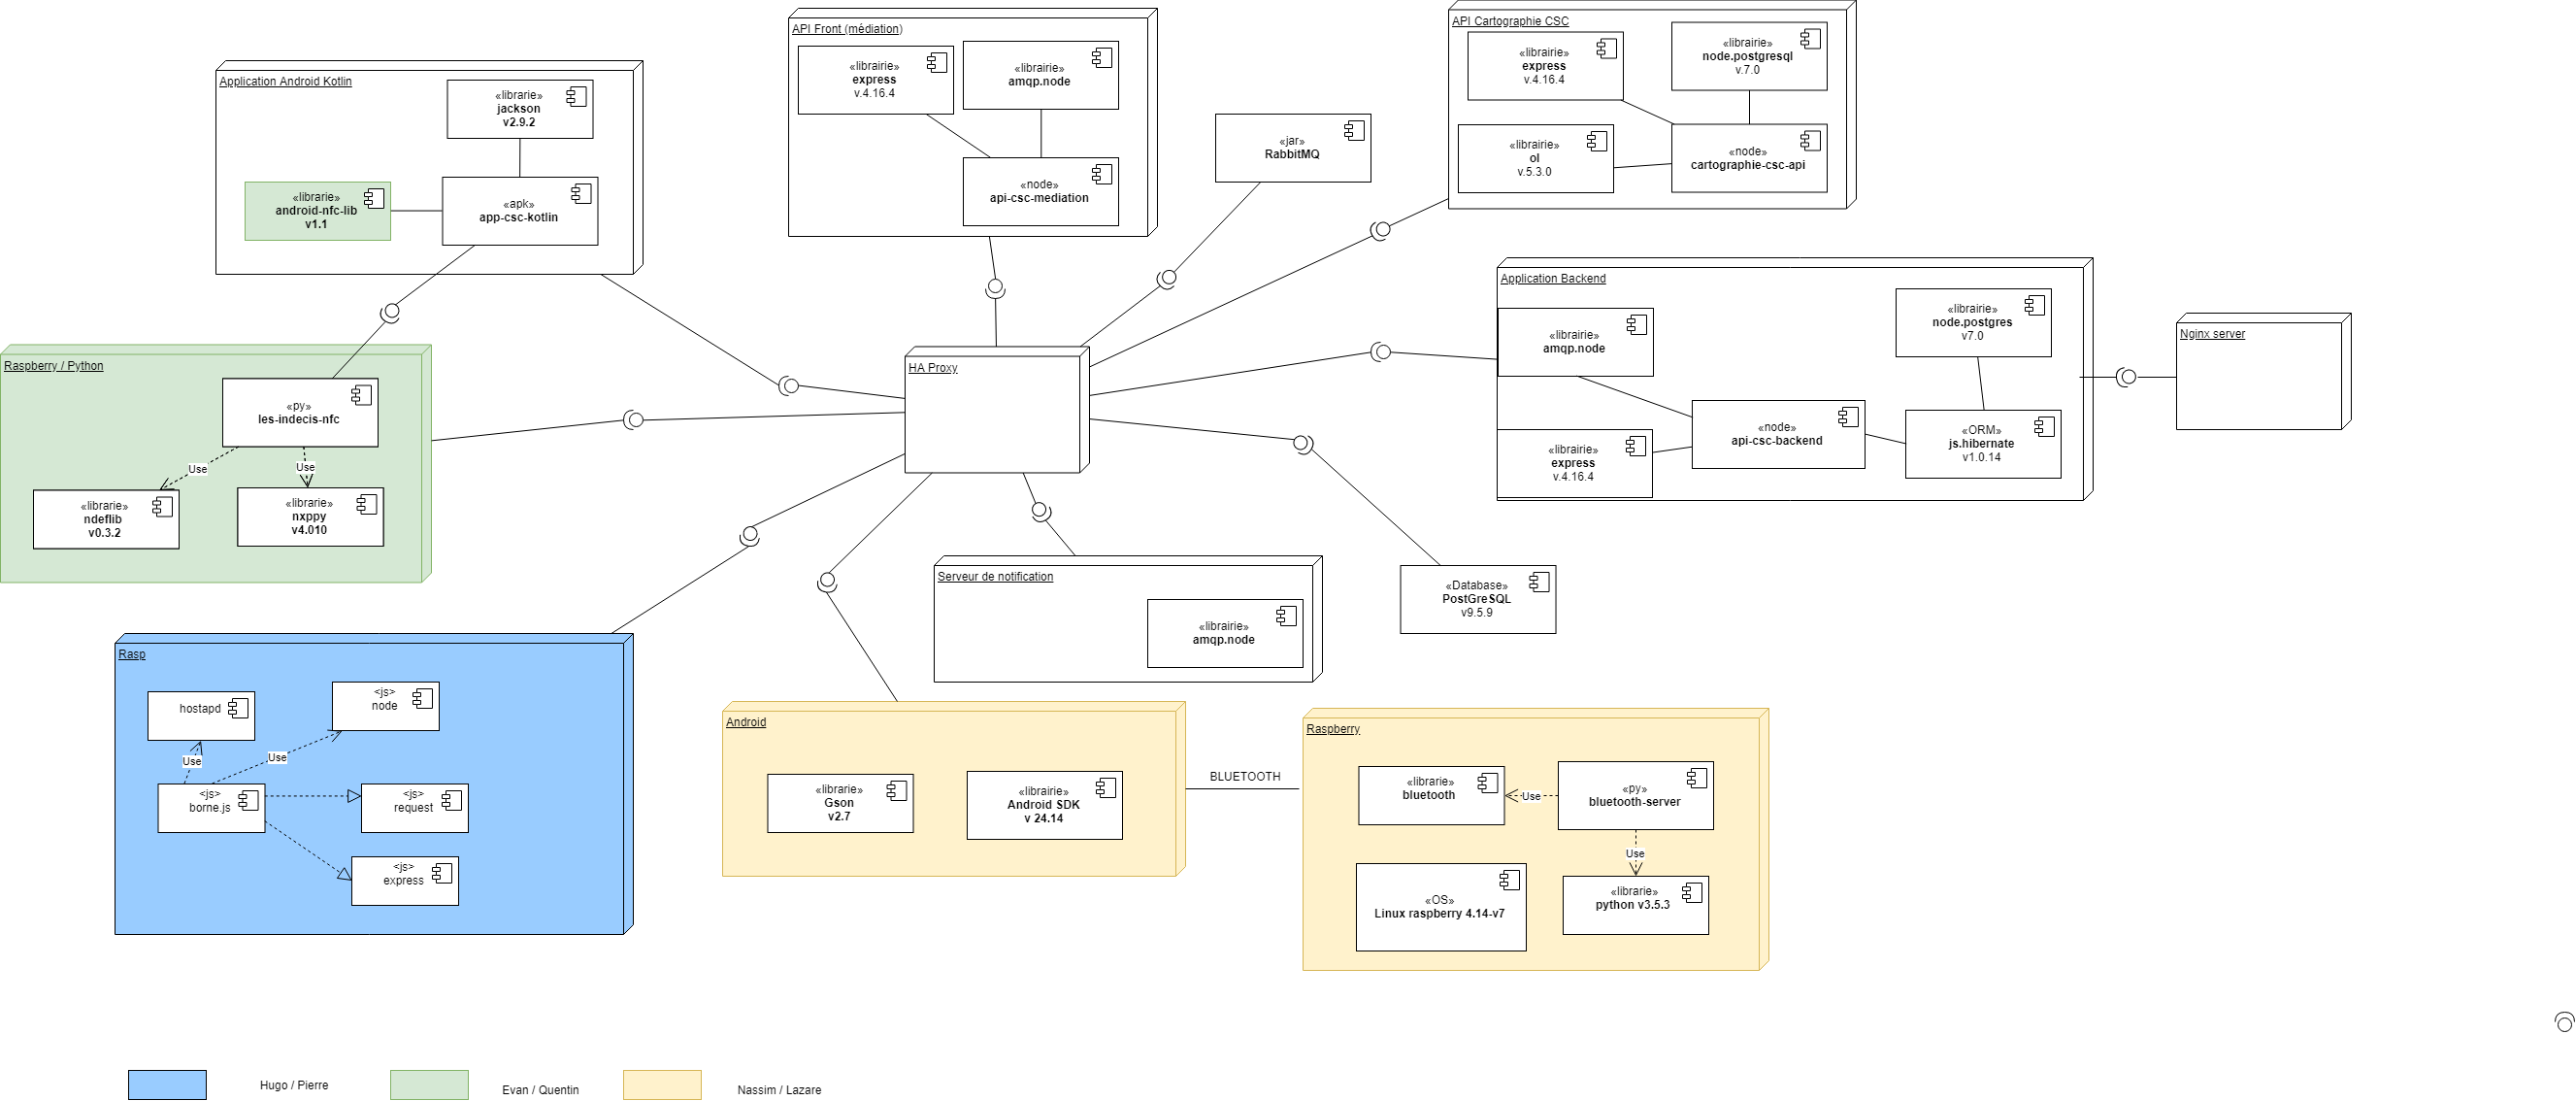 Application Android Kotlin
«librarie»
jackson
v2.9.2
«librarie»
android-nfc-lib
v1.1
«apk»
app-csc-kotlin
API Front (médiation)
«librairie»
express
v.4.16.4
«librairie»
amqp.node
«node»
api-csc-mediation
«jar»
RabbitMQ
API Cartographie CSC
«librairie»
express
v.4.16.4
«librairie»
node.postgresql
v.7.0
«librairie»
ol
v.5.3.0
«node»
cartographie-csc-api
Application Backend
«librairie»
amqp.node
«librairie»
node.postgres
v7.0
«node»
api-csc-backend
«ORM»
js.hibernate
v1.0.14
«librairie»
express
v.4.16.4
Nginx server
Raspberry / Python
«py»
les-indecis-nfc
Use
Use
«librarie»
ndeflib
v0.3.2
«librarie»
nxppy
v4.010
HA Proxy
Serveur de notification
«librairie»
amqp.node
«Database»
PostGreSQL
v9.5.9
Rasp
hostapd
<js>
node
Use
Use
<js>
borne.js
<js>
request
<js>
express
Android
«librarie»
Gson
v2.7
«librairie»
Android SDK
v 24.14
BLUETOOTH
Raspberry
«librarie»
bluetooth
Use
«py»
bluetooth-server
Use
«OS»
Linux raspberry 4.14-v7
«librarie»
python v3.5.3
Hugo / Pierre
Evan / Quentin
Nassim / Lazare